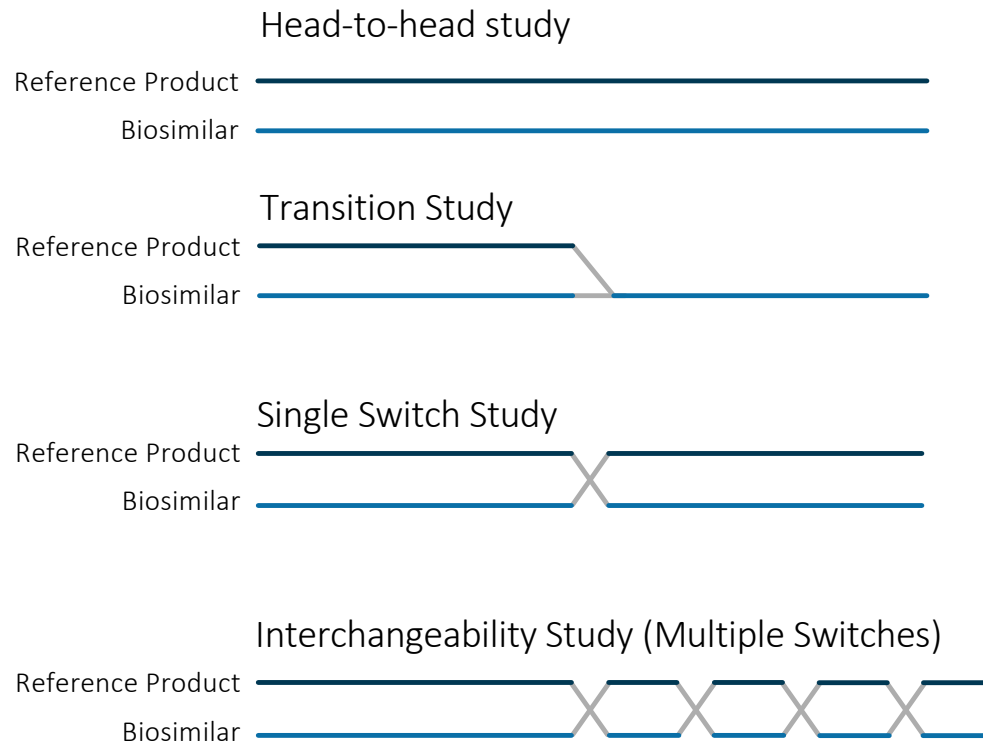 Head-to-head study
Reference Product
Biosimilar
Transition Study
Reference Product
Biosimilar
Single Switch Study
Reference Product
Biosimilar
Interchangeability Study (Multiple Switches)
Reference Product
Biosimilar